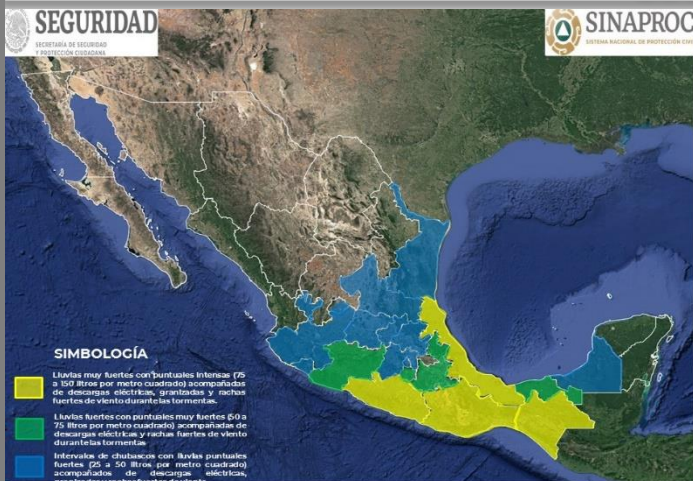 SEGURIDAD
SECRETARÍA DE SEGURIDAD
Y PROTECCIÓN CIUDADANA
SINAPROC
SISTEMA NACIONAL DE PROTECCIÓN CIVI
SIMBOLOGÍA
Lluvias muy fuertes con puntuales intensas (75
a 150 litros por metro cuadrado) acompañadas
de descargas eléctricas, granizadas y rachas
fuertes de viento durante las tormentas.
Lluvias fuertes con puntuales muy fuertes (50 a
75 litros por metro cuadrado) acompañadas de
descargas eléctricas y rachas fuertes de viento
durante las tormentas
Intervalos de chubascos con lluvias puntuales
fuertes (25 a 50 litros por metro cuadrado)
acompañados de descargas eléctricas,